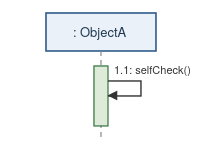 : ObjectA
1.1: selfCheck()